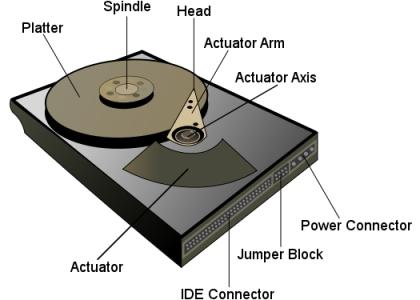 Spindle
Head
Platter
Actuator Arm
Actuator Axis
Power Connector
Jumper Block
Actuator
IDE Connector